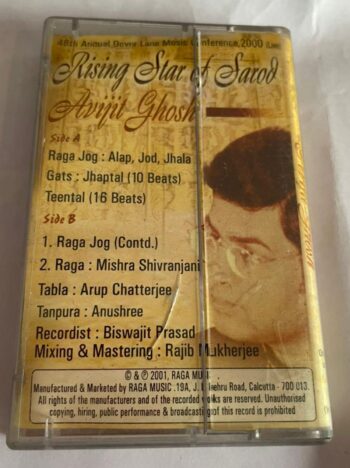 48th Annual Dover Lane Music Conference, 2000 (Live)
Rising Star of Sarod
Avijit Ghosh
Side A
Raga Jog : Alap, Jod, Jhala
Gats : Jhaptal (10 Beats)
Teental (16 Beats)
Side B
1. Raga Jog (Contd.)
2. Raga : Mishra Shivranjani
Tabla : Arup Chatterjee
Tanpura : Anushree
Recordist : Biswajit Prasad
Mixing & Mastering : Rajib Mukherjee
© & ℗ 2001, RAGA MUSIC
Manufactured & Marketed by RAGA MUSIC .19A, J. L. Nehru Road, Calcutta - 700 013.
All rights of the manufacturers and of the recorded works are reserved. Unauthorised
copying, hiring, public performance & broadcasting of this record is prohibited